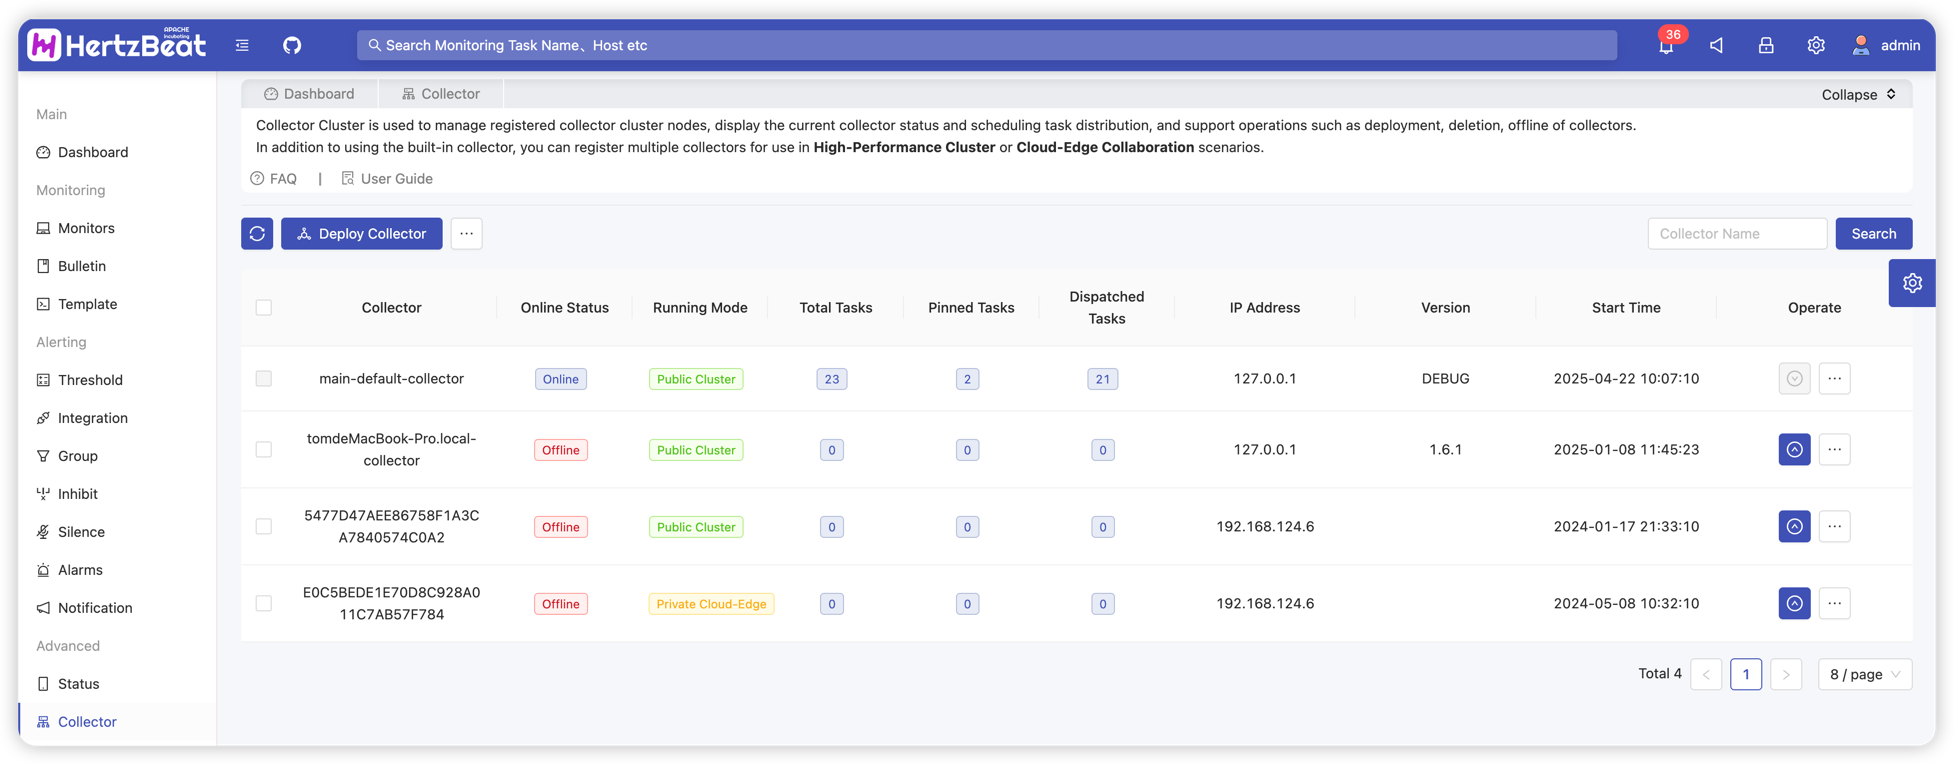 APACHE
incubating
HertzBeat
Search Monitoring Task Name、Host etc
36
admin
Main
Dashboard
Monitoring
Monitors
Bulletin
Template
Alerting
Threshold
Integration
Group
Inhibit
Silence
Alarms
Notification
Advanced
Status
Collector
Dashboard
Collector
Collapse
Collector Cluster is used to manage registered collector cluster nodes, display the current collector status and scheduling task distribution, and support operations such as deployment, deletion, offline of collectors.
In addition to using the built-in collector, you can register multiple collectors for use in High-Performance Cluster or Cloud-Edge Collaboration scenarios.
FAQ | User Guide
Deploy Collector ···
Collector Name Search
Collector Online Status Running Mode Total Tasks Pinned Tasks Dispatched Tasks IP Address Version Start Time Operate
main-default-collector Online Public Cluster 23 2 21 127.0.0.1 DEBUG 2025-04-22 10:07:10 ···
tomdeMacBook-Pro.local-
collector Offline Public Cluster 0 0 0 127.0.0.1 1.6.1 2025-01-08 11:45:23 ···
5477D47AEE86758F1A3C
A7840574C0A2 Offline Public Cluster 0 0 0 192.168.124.6 2024-01-17 21:33:10 ···
E0C5BEDE1E70D8C928A0
11C7AB57F784 Offline Private Cloud-Edge 0 0 0 192.168.124.6 2024-05-08 10:32:10 ···
Total 4 < 1 > 8 / page